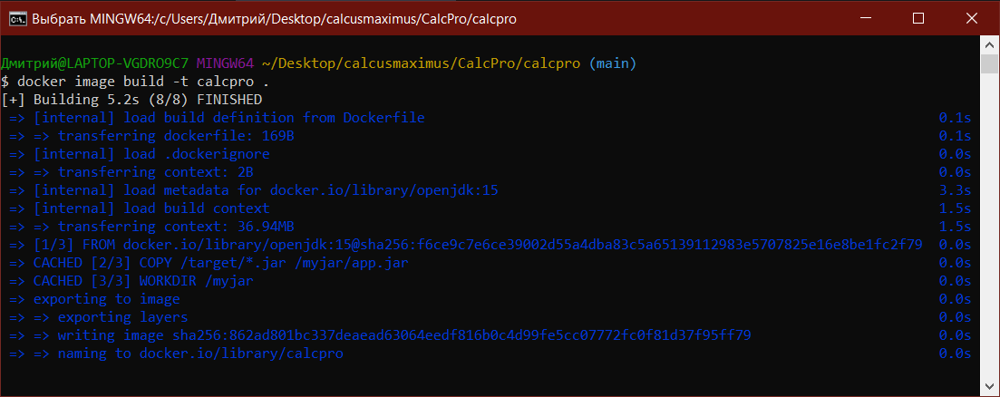 Выбрать MINGW64:/c/Users/Дмитрий/Desktop/calcusmaximus/CalcPro/calcpro
Дмитрий@LAPTOP-VGDRO9C7 MINGW64 ~/Desktop/calcusmaximus/CalcPro/calcpro (main)
$ docker image build -t calcpro .
[+] Building 5.2s (8/8) FINISHED
=> [internal] load build definition from Dockerfile 0.1s
=> => transferring dockerfile: 169B 0.1s
=> [internal] load .dockerignore 0.0s
=> => transferring context: 2B 0.0s
=> [internal] load metadata for docker.io/library/openjdk:15 3.3s
=> [internal] load build context 1.5s
=> => transferring context: 36.94MB 1.5s
=> [1/3] FROM docker.io/library/openjdk:15@sha256:f6ce9c7e6ce39002d55a4dba83c5a65139112983e5707825e16e8be1fc2f79 0.0s
=> CACHED [2/3] COPY /target/*.jar /myjar/app.jar 0.0s
=> CACHED [3/3] WORKDIR /myjar 0.0s
=> exporting to image 0.0s
=> => exporting layers 0.0s
=> => writing image sha256:862ad801bc337deaead63064eedf816b0c4d99fe5cc07772fc0f81d37f95ff79 0.0s
=> => naming to docker.io/library/calcpro 0.0s